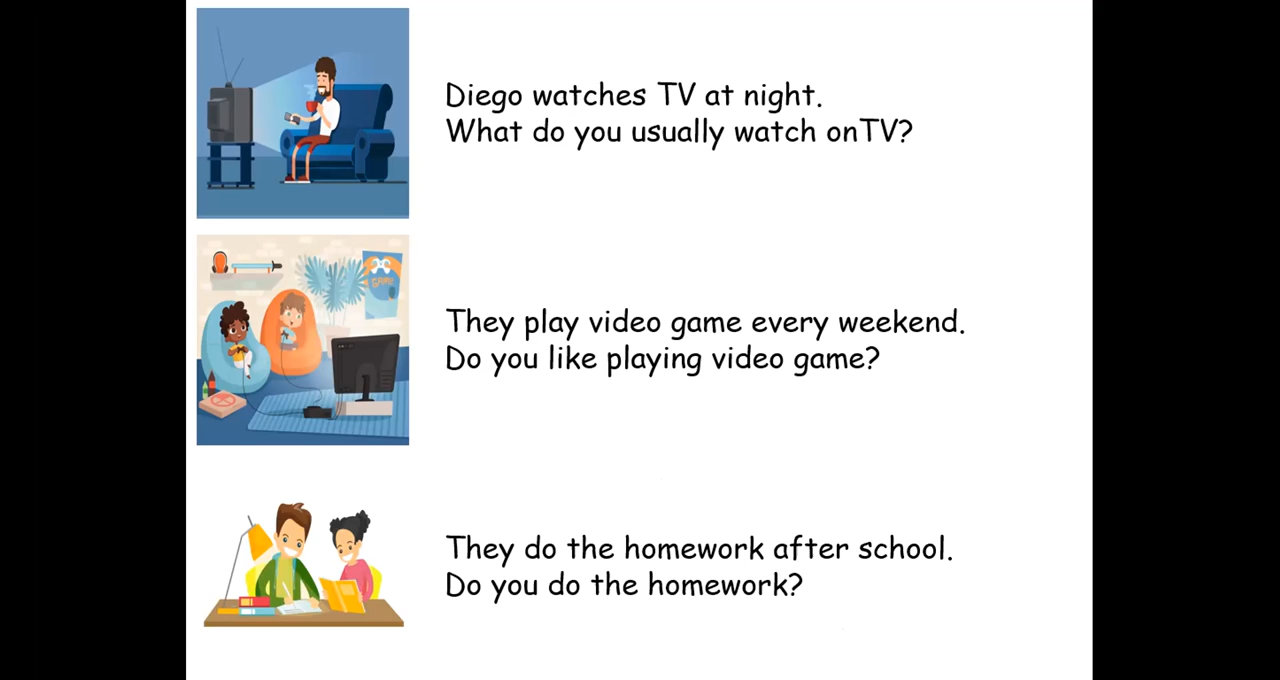 Diego watches TV at night.
What do you usually watch onTV?
They play video game every weekend.
Do you like playing video game?
They do the homework after school.
Do you do the homework?